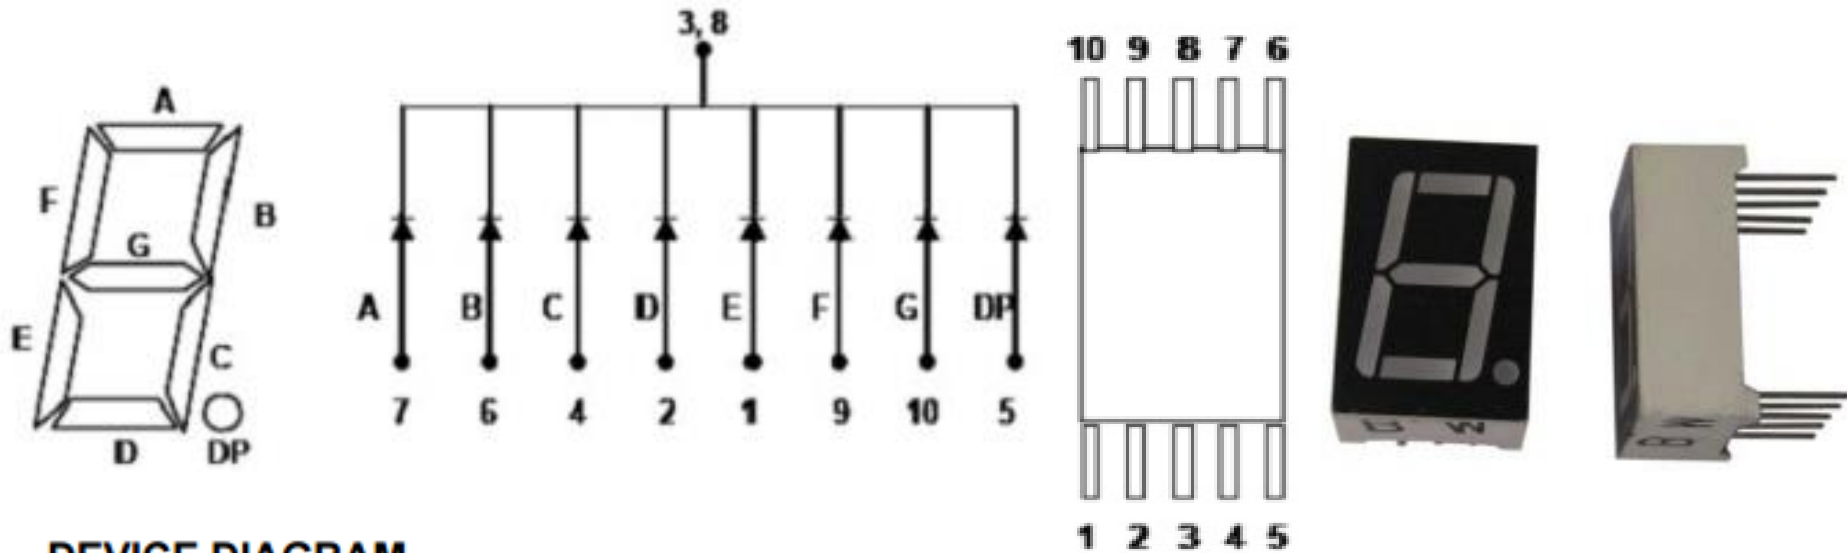 3, 8
10 9 8 7 6
A
F
B
G
E
C
D
DP
A B C D E F G DP
7 6 4 2 1 9 10 5
1 2 3 4 5
DEVICE DIAGRAM